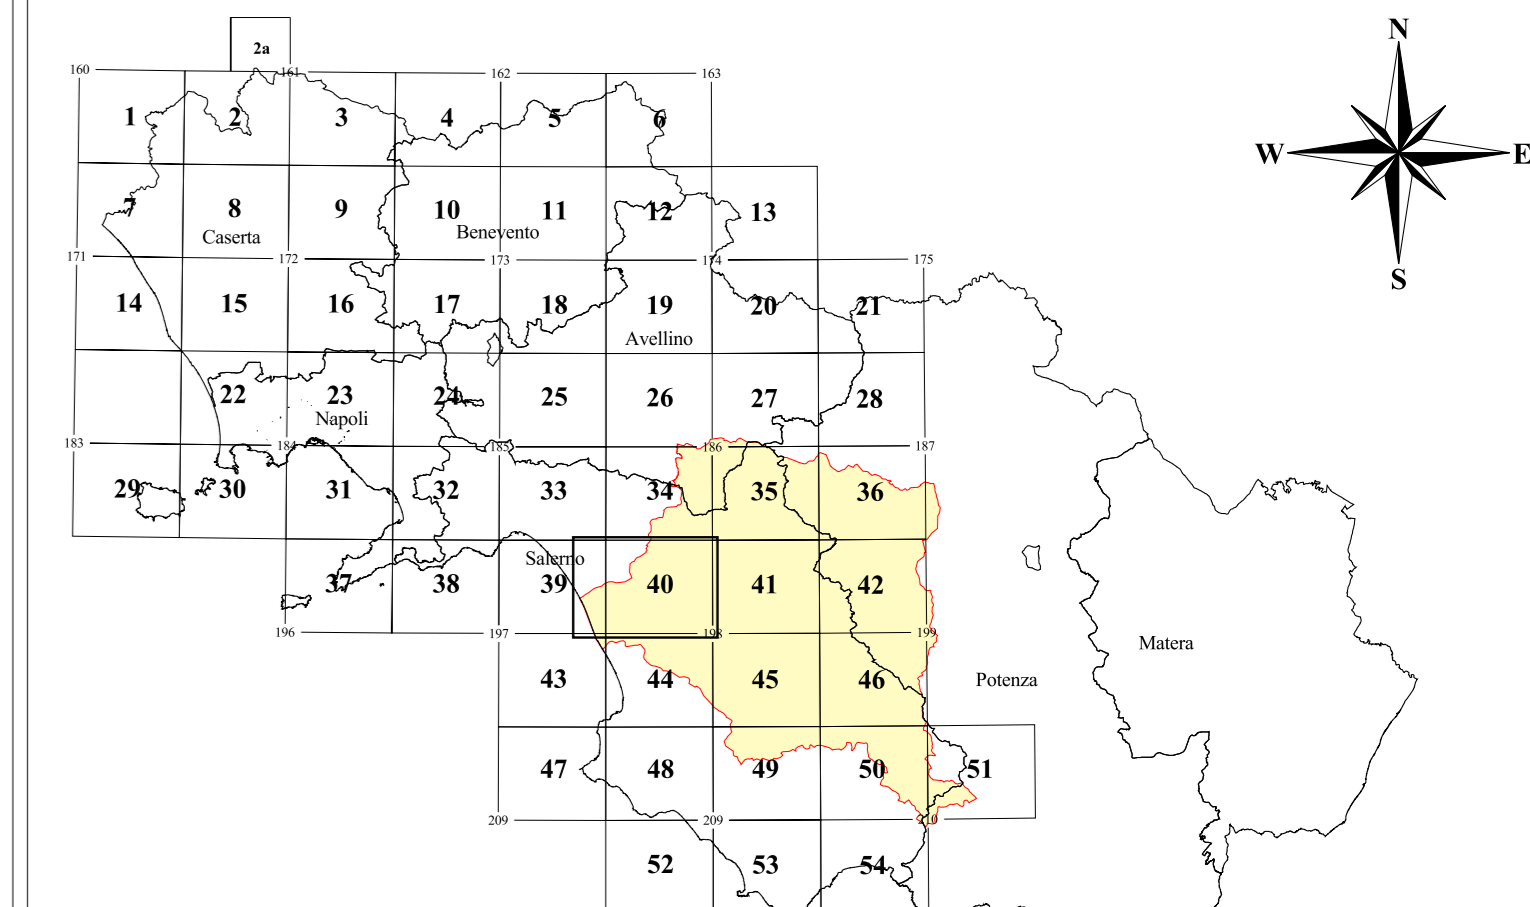 N
2a
160 161 162 163
1 2 3 4 5 6
W E
7 8 9 10 11 12 13
Caserta Benevento
171 172 173 174 175
S
14 15 16 17 18 19 20 21
Avellino
22 23 24 25 26 27 28
Napoli
183 184 185 186 187
29 30 31 32 33 34 35 36
Salerno
37 38 39 40 41 42
196 197 198 199
Matera
43 44 45 46 Potenza
47 48 49 50 51
209 209 210
52 53 54